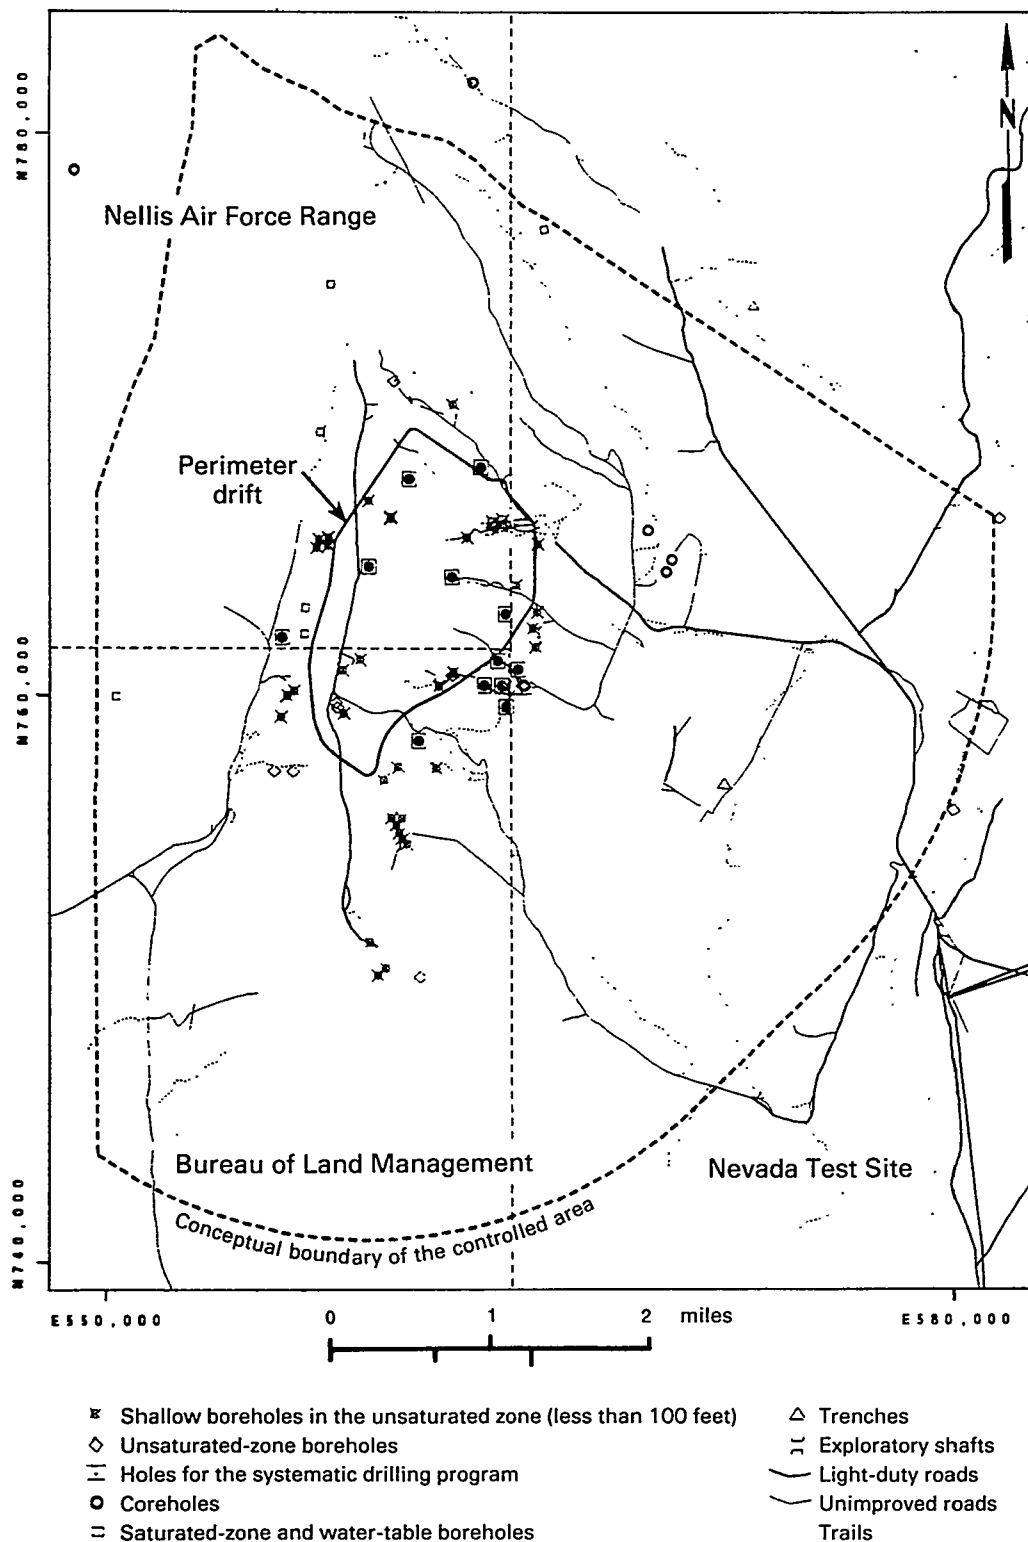 N
N780,000
Nellis Air Force Range
Perimeter
drift
N760,000
Bureau of Land Management
Nevada Test Site
Conceptual boundary of the controlled area
N740,000
E550,000
E580,000
0 1 2 miles
Shallow boreholes in the unsaturated zone (less than 100 feet)
Unsaturated-zone boreholes
Holes for the systematic drilling program
Coreholes
Saturated-zone and water-table boreholes
Trenches
Exploratory shafts
Light-duty roads
Unimproved roads
Trails